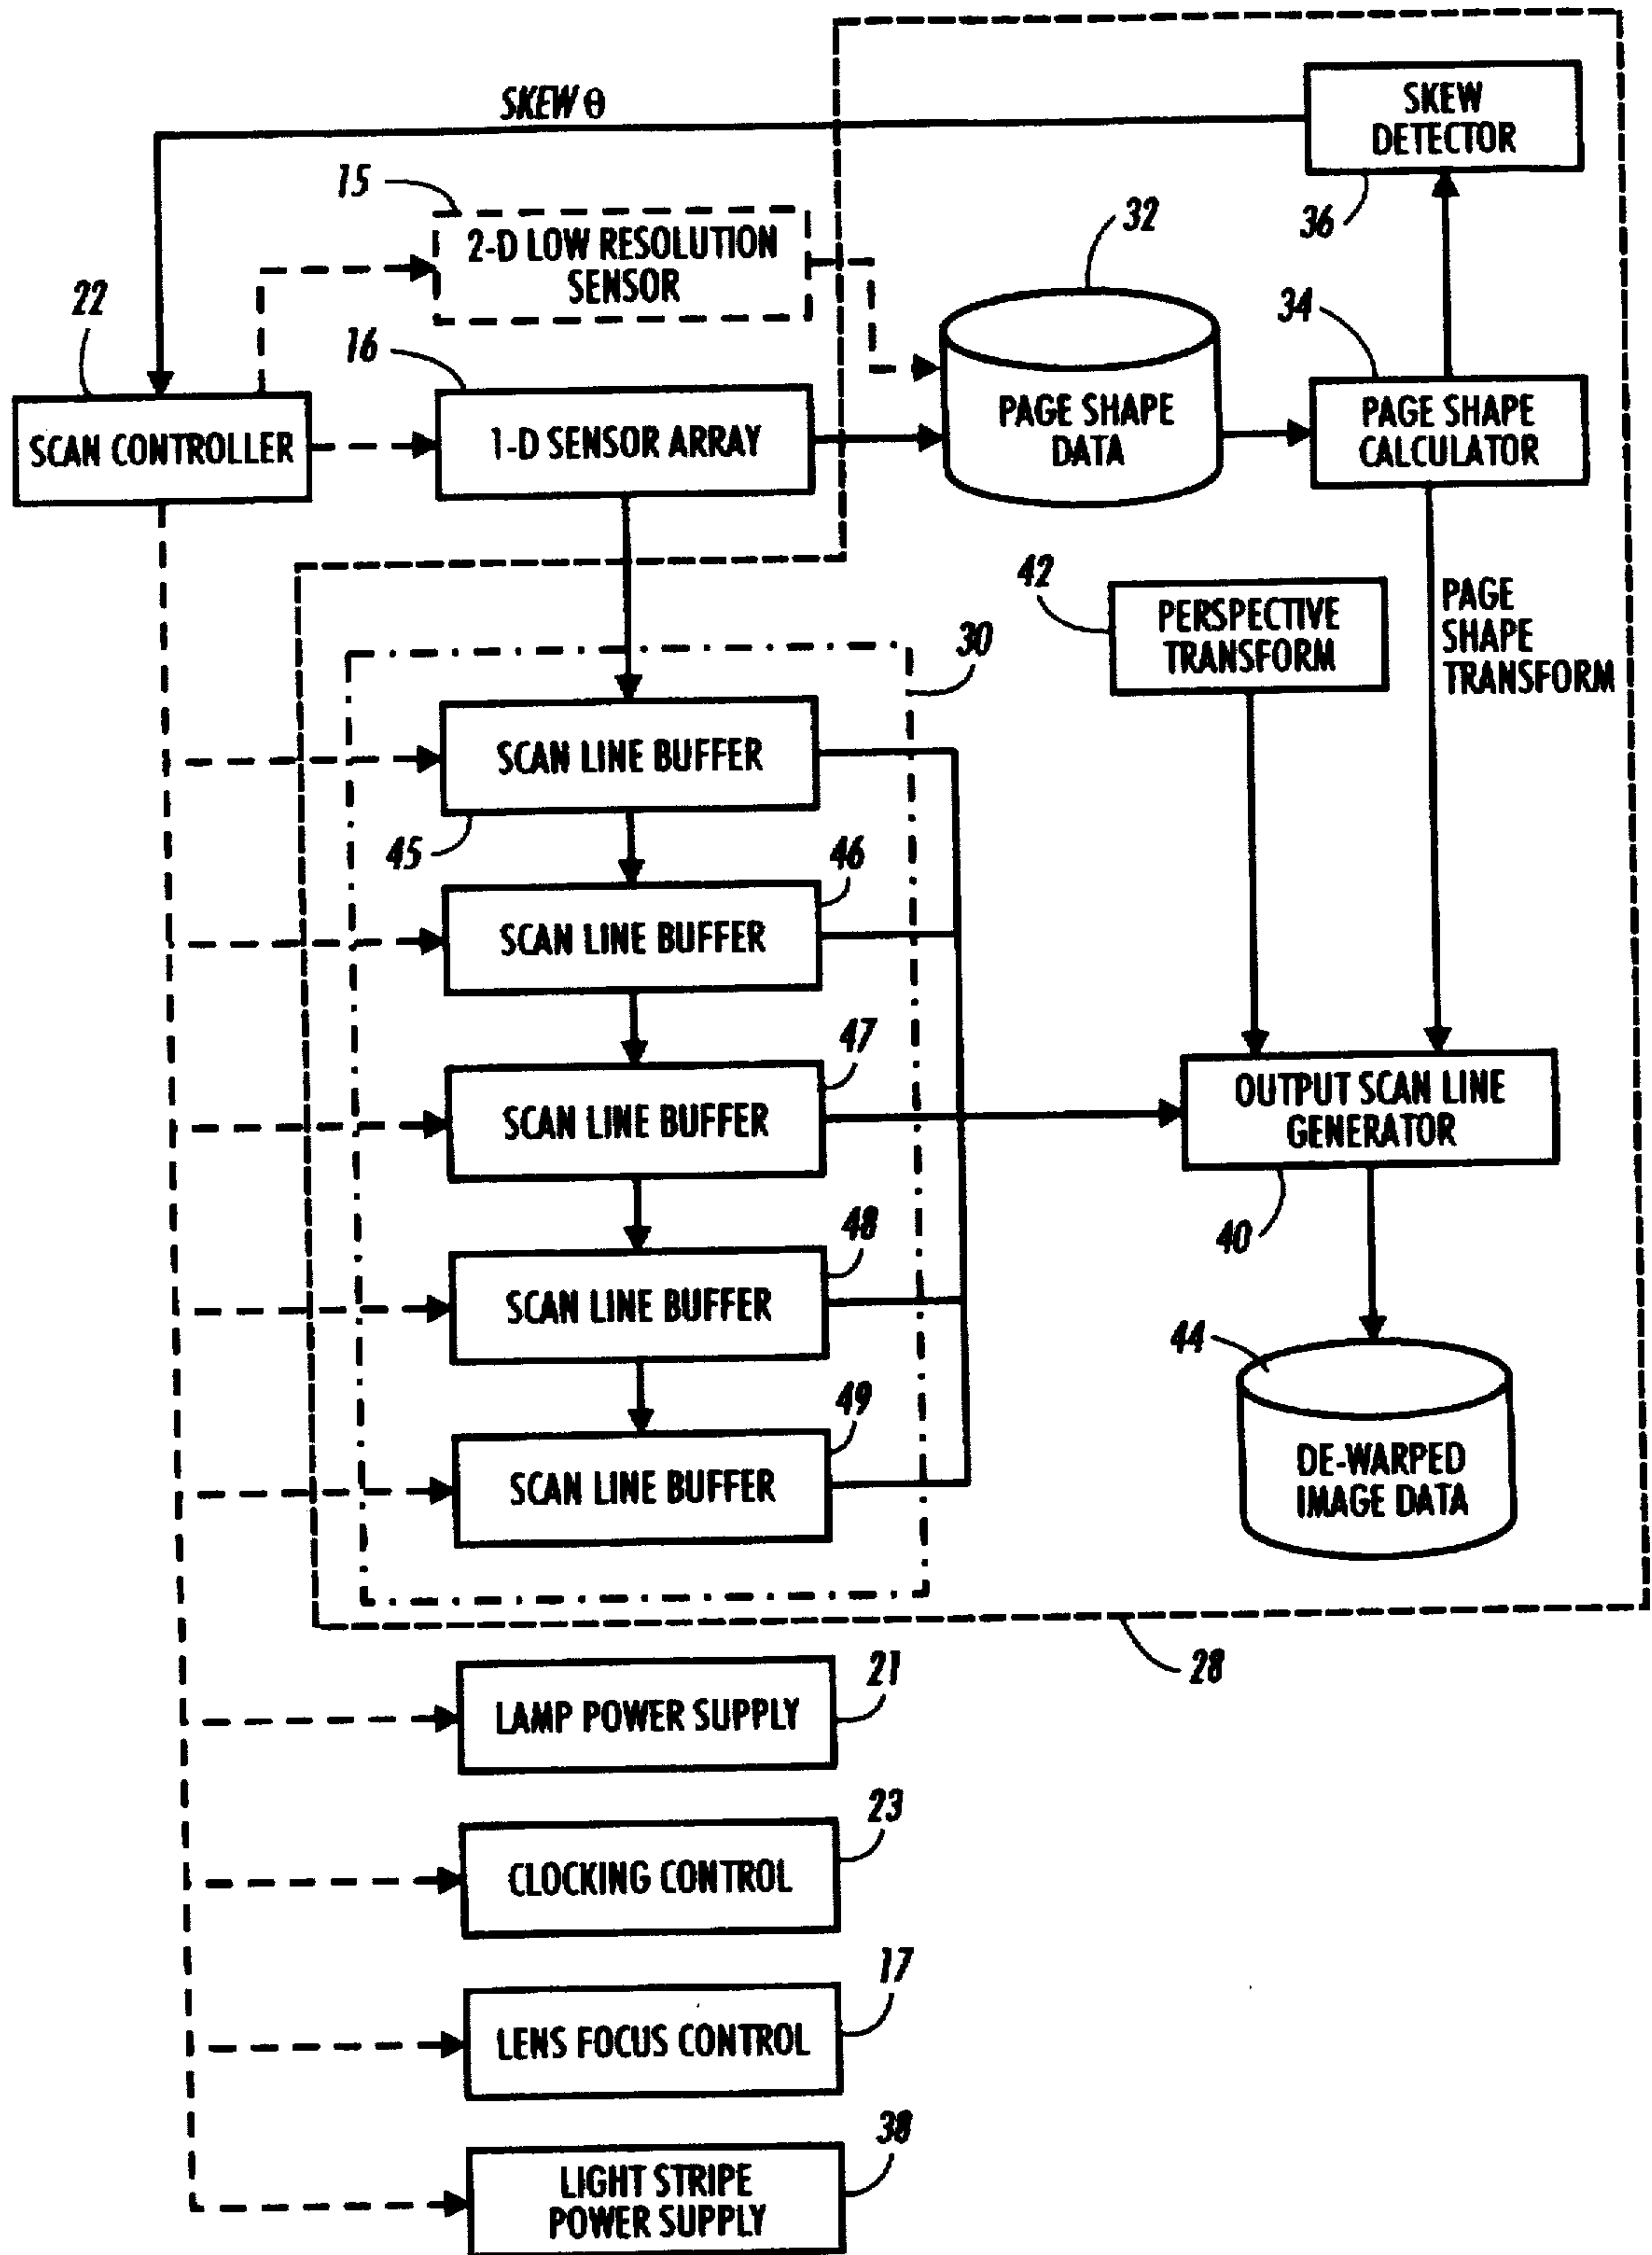 SKEW θ
SKEW
DETECTOR
36
15
2-D LOW RESOLUTION
SENSOR
32
22
16
34
SCAN CONTROLLER
1-D SENSOR ARRAY
PAGE SHAPE
DATA
PAGE SHAPE
CALCULATOR
42
PERSPECTIVE
TRANSFORM
PAGE
SHAPE
TRANSFORM
30
SCAN LINE BUFFER
45
46
SCAN LINE BUFFER
47
SCAN LINE BUFFER
OUTPUT SCAN LINE
GENERATOR
40
48
SCAN LINE BUFFER
44
49
SCAN LINE BUFFER
DE-WARPED
IMAGE DATA
28
21
LAMP POWER SUPPLY
23
CLOCKING CONTROL
17
LENS FOCUS CONTROL
38
LIGHT STRIPE
POWER SUPPLY